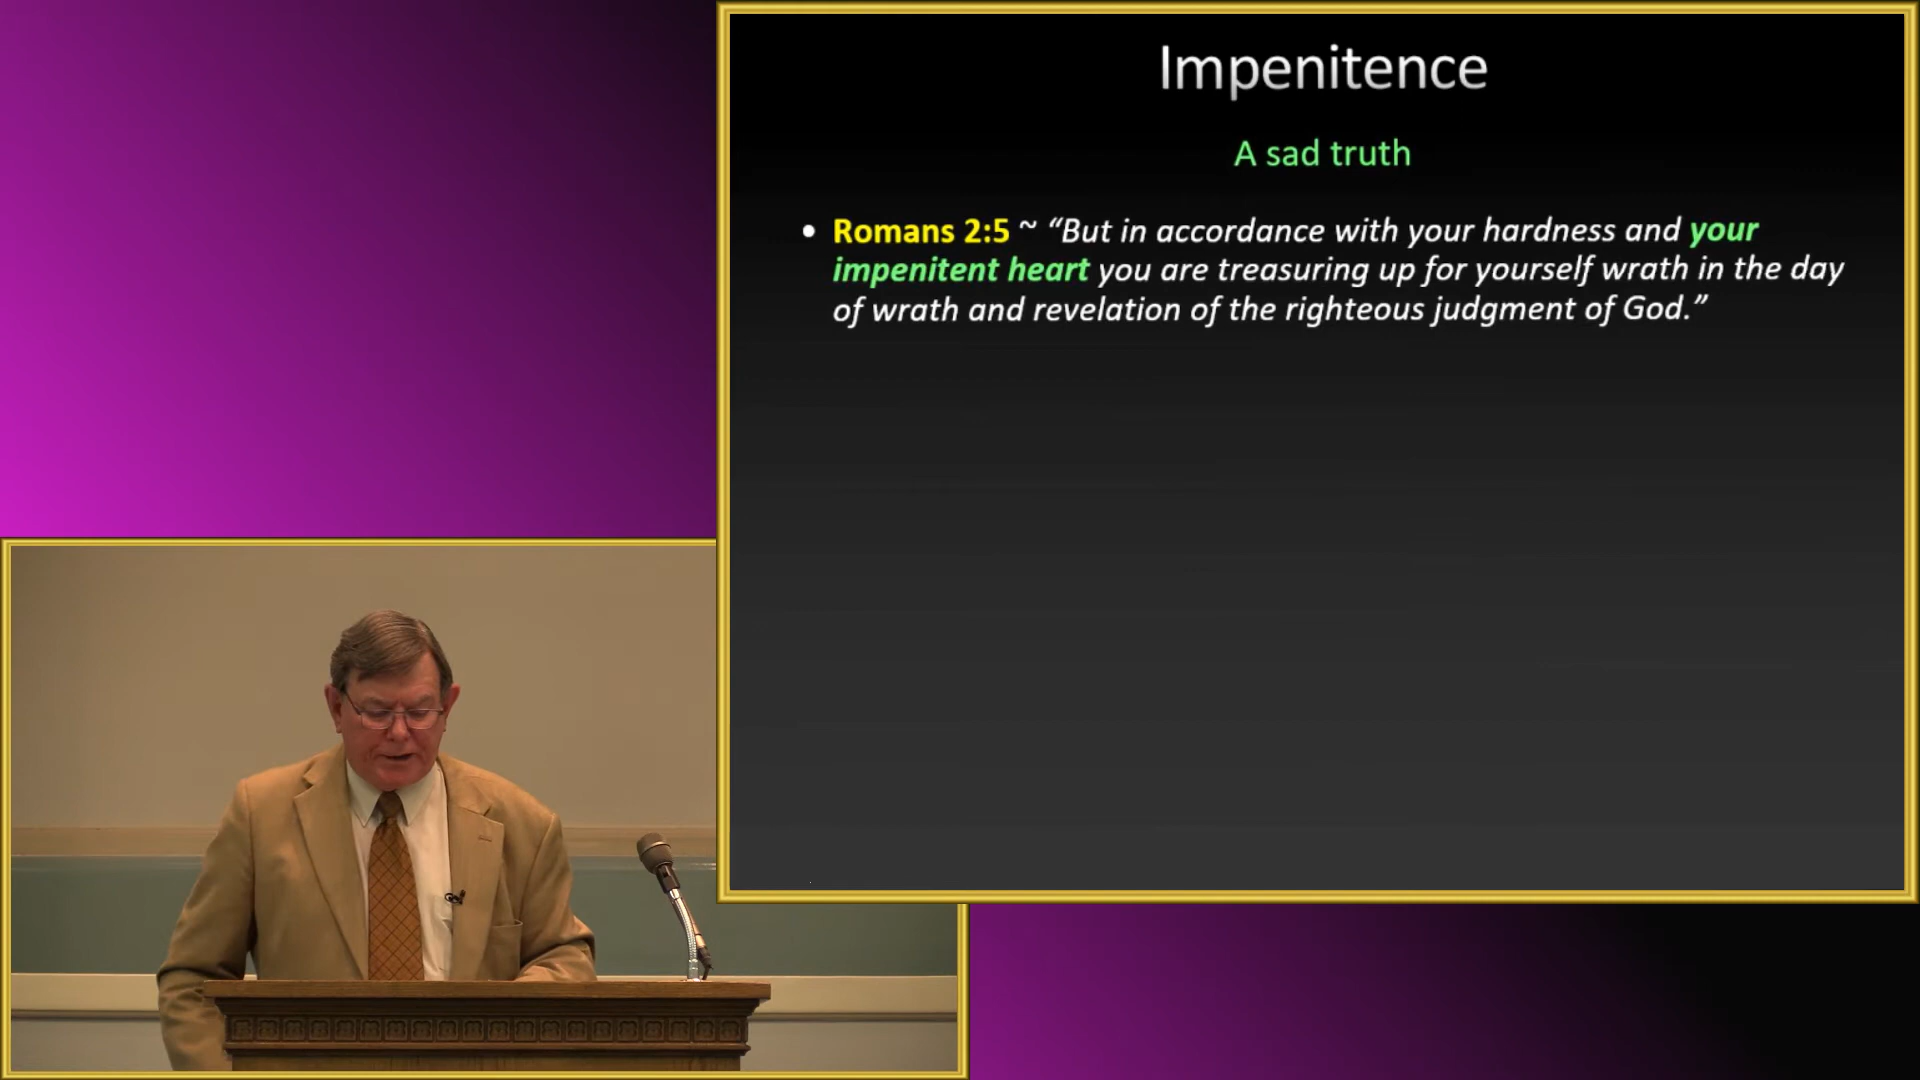 Impenitence
A sad truth
• Romans 2:5 ~ “But in accordance with your hardness and your
impenitent heart you are treasuring up for yourself wrath in the day
of wrath and revelation of the righteous judgment of God.”